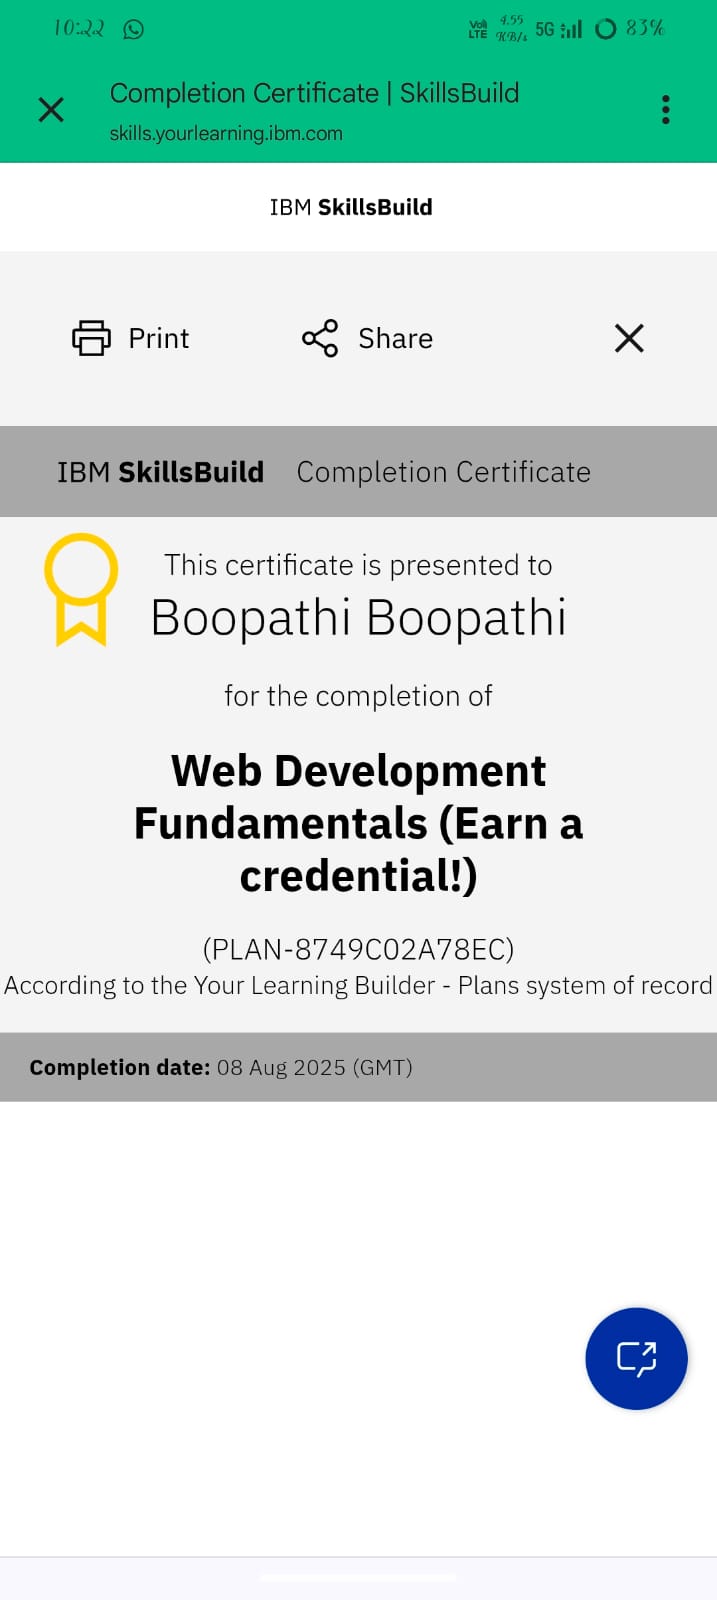 10:22 Vo)) LTE 4.55 KB/s 5G 83%
Completion Certificate | SkillsBuild
skills.yourlearning.ibm.com
IBM SkillsBuild
Print Share
IBM SkillsBuild Completion Certificate
This certificate is presented to
Boopathi Boopathi
for the completion of
Web Development
Fundamentals (Earn a
credential!)
(PLAN-8749C02A78EC)
According to the Your Learning Builder - Plans system of record
Completion date: 08 Aug 2025 (GMT)